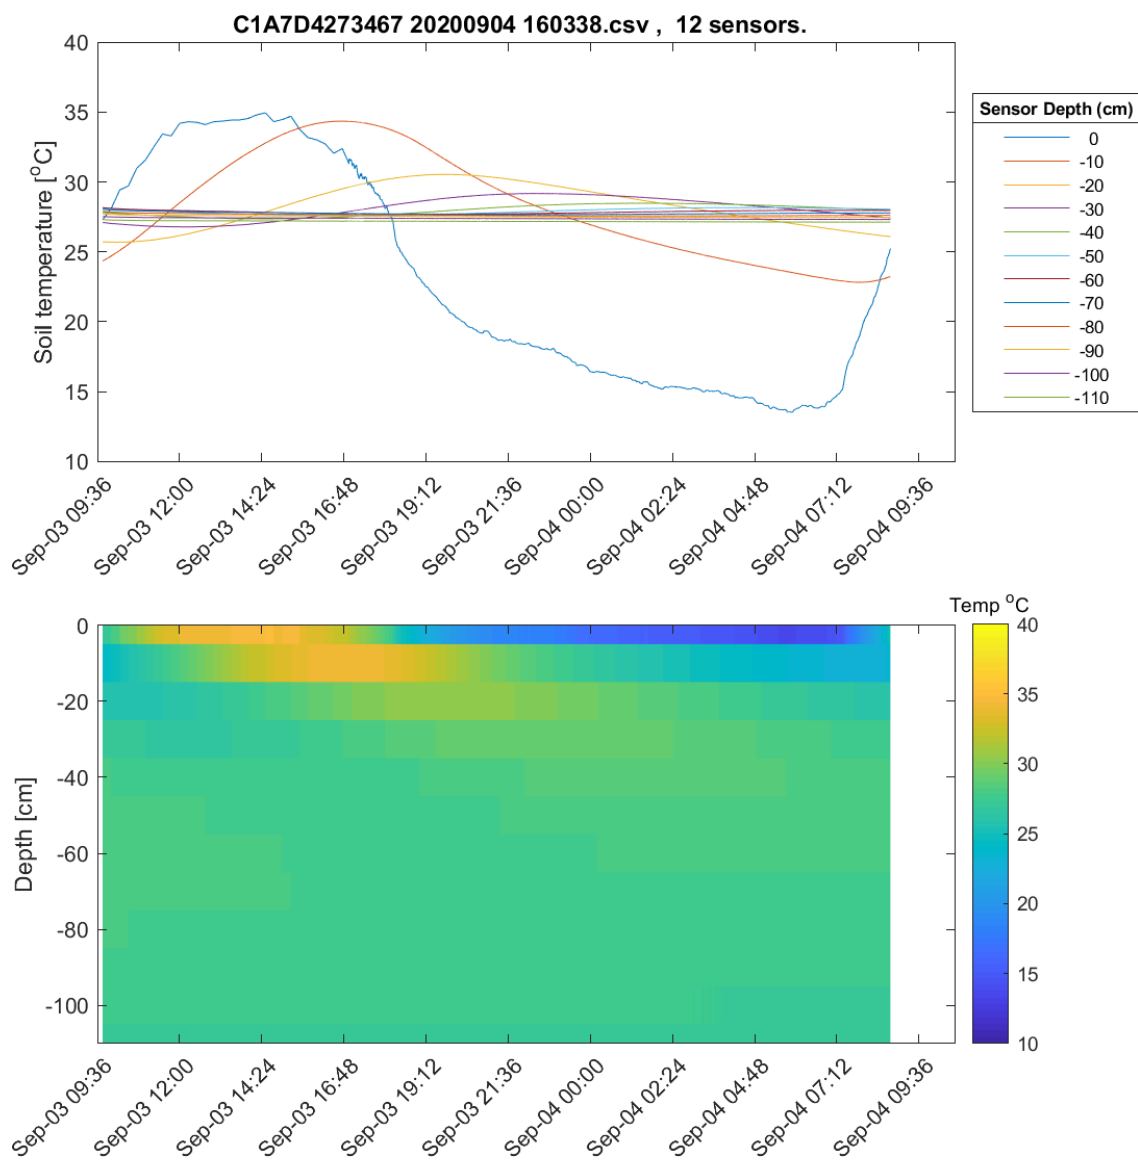 C1A7D4273467 20200904 160338.csv ,  12 sensors.
40
35
30
25
20
15
10
Soil temperature [°C]
Sep-03 09:36
Sep-03 12:00
Sep-03 14:24
Sep-03 16:48
Sep-03 19:12
Sep-03 21:36
Sep-04 00:00
Sep-04 02:24
Sep-04 04:48
Sep-04 07:12
Sep-04 09:36
Sensor Depth (cm)
0
-10
-20
-30
-40
-50
-60
-70
-80
-90
-100
-110
Temp °C
0
-20
-40
-60
-80
-100
Depth [cm]
Sep-03 09:36
Sep-03 12:00
Sep-03 14:24
Sep-03 16:48
Sep-03 19:12
Sep-03 21:36
Sep-04 00:00
Sep-04 02:24
Sep-04 04:48
Sep-04 07:12
Sep-04 09:36
40
35
30
25
20
15
10